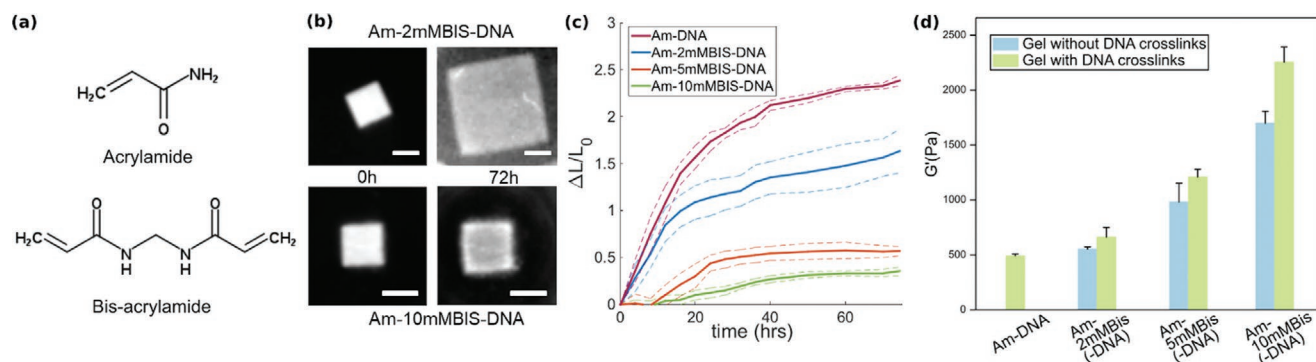 (a)
H₂C
NH₂
O
Acrylamide
O
O
H₂C
N
H
N
H
CH₂
Bis-acrylamide
(b)
Am-2mMBIS-DNA
0h
72h
Am-10mMBIS-DNA
(c)
3
2.5
2
1.5
1
0.5
0
ΔL/L₀
0
20
40
60
time (hrs)
Am-DNA
Am-2mMBIS-DNA
Am-5mMBIS-DNA
Am-10mMBIS-DNA
(d)
2500
2000
1500
1000
500
0
G'(Pa)
Gel without DNA crosslinks
Gel with DNA crosslinks
Am-DNA
Am-
2mMBis
(-DNA)
Am-
5mMBis
(-DNA)
Am-
10mMBis
(-DNA)